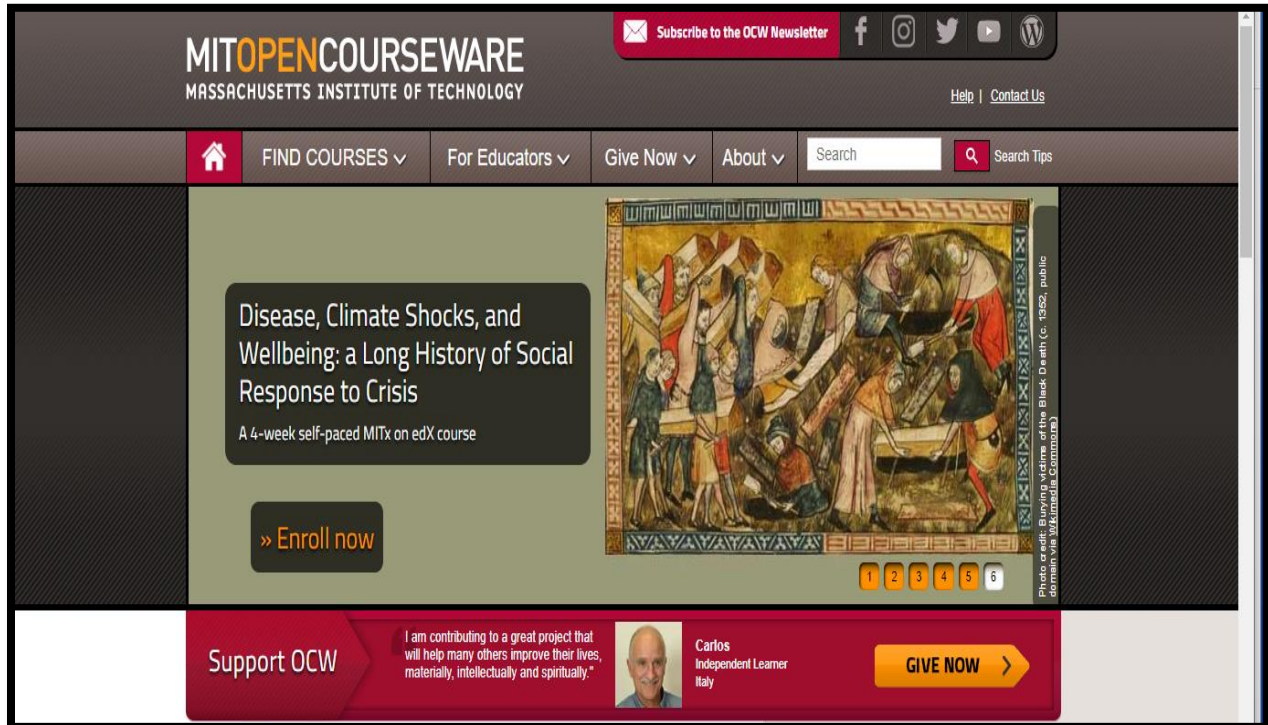 MITOPENCOURSEWARE
MASSACHUSETTS INSTITUTE OF TECHNOLOGY
Subscribe to the OCW Newsletter
Help | Contact Us
FIND COURSES
For Educators
Give Now
About
Search
Search Tips
Disease, Climate Shocks, and
Wellbeing: a Long History of Social
Response to Crisis
A 4-week self-paced MITx on edX course
» Enroll now
Photo credit: Burying victims of the Black Death (c. 1352, public
domain via Wikimedia Commons)
1 2 3 4 5 6
Support OCW
I am contributing to a great project that
will help many others improve their lives,
materially, intellectually and spiritually."
Carlos
Independent Learner
Italy
GIVE NOW